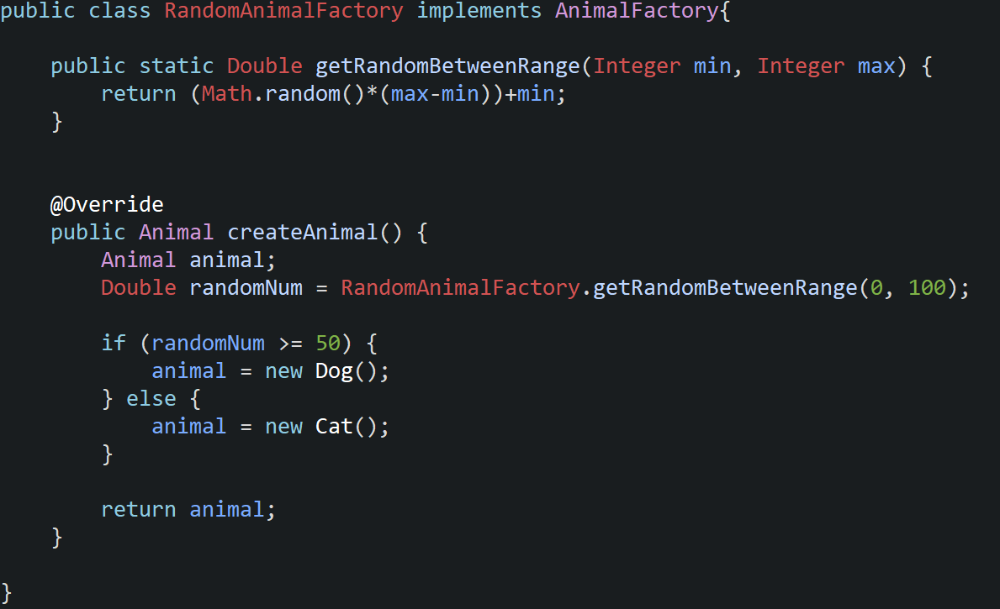 public class RandomAnimalFactory implements AnimalFactory{
    public static Double getRandomBetweenRange(Integer min, Integer max) {
        return (Math.random()*(max-min))+min;
    }
    @Override
    public Animal createAnimal() {
        Animal animal;
        Double randomNum = RandomAnimalFactory.getRandomBetweenRange(0, 100);
        if (randomNum >= 50) {
            animal = new Dog();
        } else {
            animal = new Cat();
        }
        return animal;
    }
}